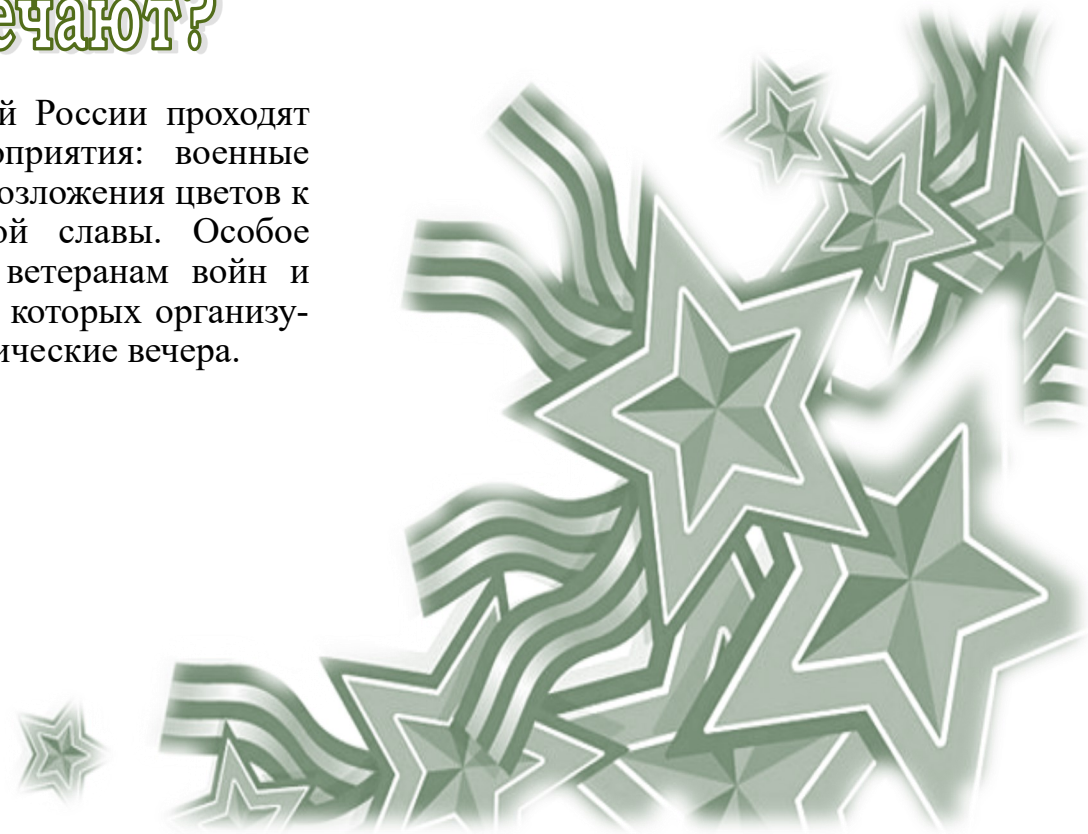 ечают?
й России проходят
оприятия: военные
озложения цветов к
ой славы. Особое
ветеранам войн и
которых организу-
ические вечера.